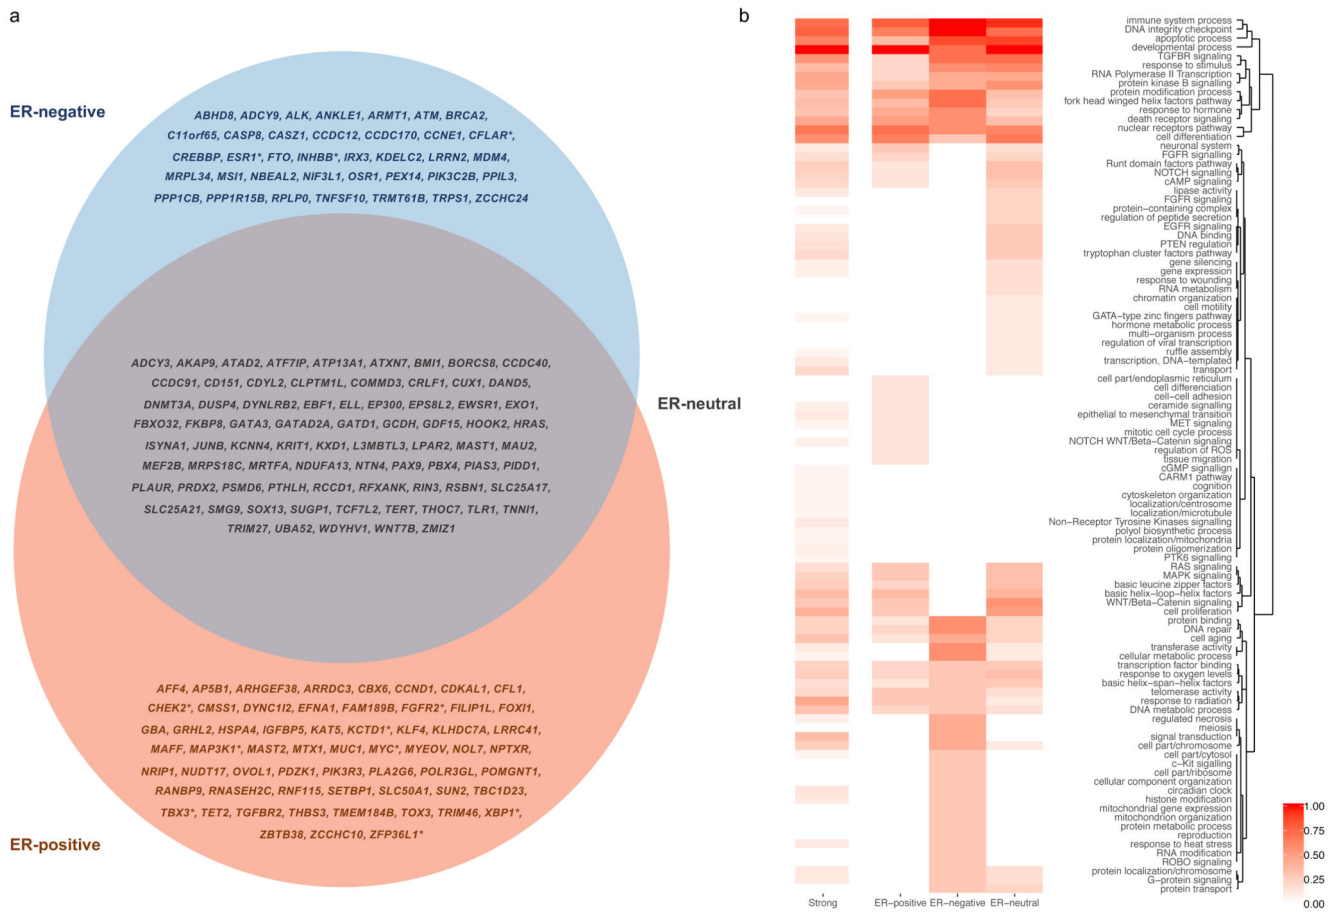 a
ER-negative
ABHD8, ADCY9, ALK, ANKLE1, ARMT1, ATM, BRCA2,
C11orf65, CASP8, CASZ1, CCDC12, CCDC170, CCNE1, CFLAR*,
CREBBP, ESR1*, FTO, INHBB*, IRX3, KDELC2, LRRN2, MDM4,
MRPL34, MSI1, NBEAL2, NIF3L1, OSR1, PEX14, PIK3C2B, PPIL3,
PPP1CB, PPP1R15B, RPLP0, TNFSF10, TRMT61B, TRPS1, ZCCHC24
ADCY3, AKAP9, ATAD2, ATF7IP, ATP13A1, ATXN7, BMI1, BORCS8, CCDC40,
CCDC91, CD151, CDYL2, CLPTM1L, COMMD3, CRLF1, CUX1, DAND5,
DNMT3A, DUSP4, DYNLRB2, EBF1, ELL, EP300, EPS8L2, EWSR1, EXO1,
FBXO32, FKBP8, GATA3, GATAD2A, GATD1, GCDH, GDF15, HOOK2, HRAS,
ISYNA1, JUNB, KCNN4, KRIT1, KXD1, L3MBTL3, LPAR2, MAST1, MAU2,
MEF2B, MRPS18C, MRTFA, NDUFA13, NTN4, PAX9, PBX4, PIAS3, PIDD1,
PLAUR, PRDX2, PSMD6, PTHLH, RCCD1, RFXANK, RIN3, RSBN1, SLC25A17,
SLC25A21, SMG9, SOX13, SUGP1, TCF7L2, TERT, THOC7, TLR1, TNNI1,
TRIM27, UBA52, WDYHV1, WNT7B, ZMIZ1
ER-neutral
AFF4, AP5B1, ARHGEF38, ARRDC3, CBX6, CCND1, CDKAL1, CFL1,
CHEK2*, CMSS1, DYNC1I2, EFNA1, FAM189B, FGFR2*, FILIP1L, FOXI1,
GBA, GRHL2, HSPA4, IGFBP5, KAT5, KCTD1*, KLF4, KLHDC7A, LRRC41,
MAFF, MAP3K1*, MAST2, MTX1, MUC1, MYC*, MYEOV, NOL7, NPTXR,
NRIP1, NUDT17, OVOL1, PDZK1, PIK3R3, PLA2G6, POLR3GL, POMGNT1,
RANBP9, RNASEH2C, RNF115, SETBP1, SLC50A1, SUN2, TBC1D23,
TBX3*, TET2, TGFBR2, THBS3, TMEM184B, TOX3, TRIM46, XBP1*,
ZBTB38, ZCCHC10, ZFP36L1*
ER-positive
b
immune system process
DNA integrity checkpoint
apoptotic process
developmental process
TGFBR signaling
response to stimulus
RNA Polymerase II Transcription
protein kinase B signalling
protein modification process
fork head winged helix factors pathway
response to hormone
death receptor signaling
nuclear receptors pathway
cell differentiation
neuronal system
FGFR signalling
Runt domain factors pathway
NOTCH signalling
cAMP signaling
lipase activity
FGFR signaling
protein−containing complex
regulation of peptide secretion
EGFR signaling
DNA binding
PTEN regulation
tryptophan cluster factors pathway
gene silencing
gene expression
response to wounding
RNA metabolism
chromatin organization
cell motility
GATA−type zinc fingers pathway
hormone metabolic process
multi−organism process
regulation of viral transcription
ruffle assembly
transcription, DNA−templated
transport
cell part/endoplasmic reticulum
cell differenciation
cell−cell−adhesion
ceramide signalling
epithelial to mesenchymal transition
MET signaling
mitotic cell cycle process
NOTCH WNT/Beta−Catenin signaling
regulation of ROS
tissue migration
cGMP signallign
CARM1 pathway
cognition
cytoskeleton organization
localization/centrosome
localization/microtubule
Non−Receptor Tyrosine Kinases signalling
polyol biosynthetic process
protein localization/mitochondria
protein oligomerization
PTK6 signalling
RAS signaling
MAPK signaling
basic leucine zipper factors
basic helix−loop−helix factors
WNT/Beta−Catenin signaling
cell proliferation
protein binding
DNA repair
cell aging
transferase activity
cellular metabolic process
transcription factor binding
response to oxygen levels
basic helix−span−helix factors
telomerase activity
response to radiation
DNA metabolic process
regulated necrosis
meiosis
signal transduction
cell part/chromosome
cell part/cytosol
c−Kit sigalling
cell part/ribosome
cellular component organization
circadian clock
histone modification
mitochondrial gene expression
mitochondrion organization
protein metabolic process
reproduction
response to heat stress
RNA modification
ROBO signaling
protein localization/chromosome
G−protein signaling
protein transport
Strong ER−positive ER−negative ER−neutral
1.00
0.75
0.50
0.25
0.00